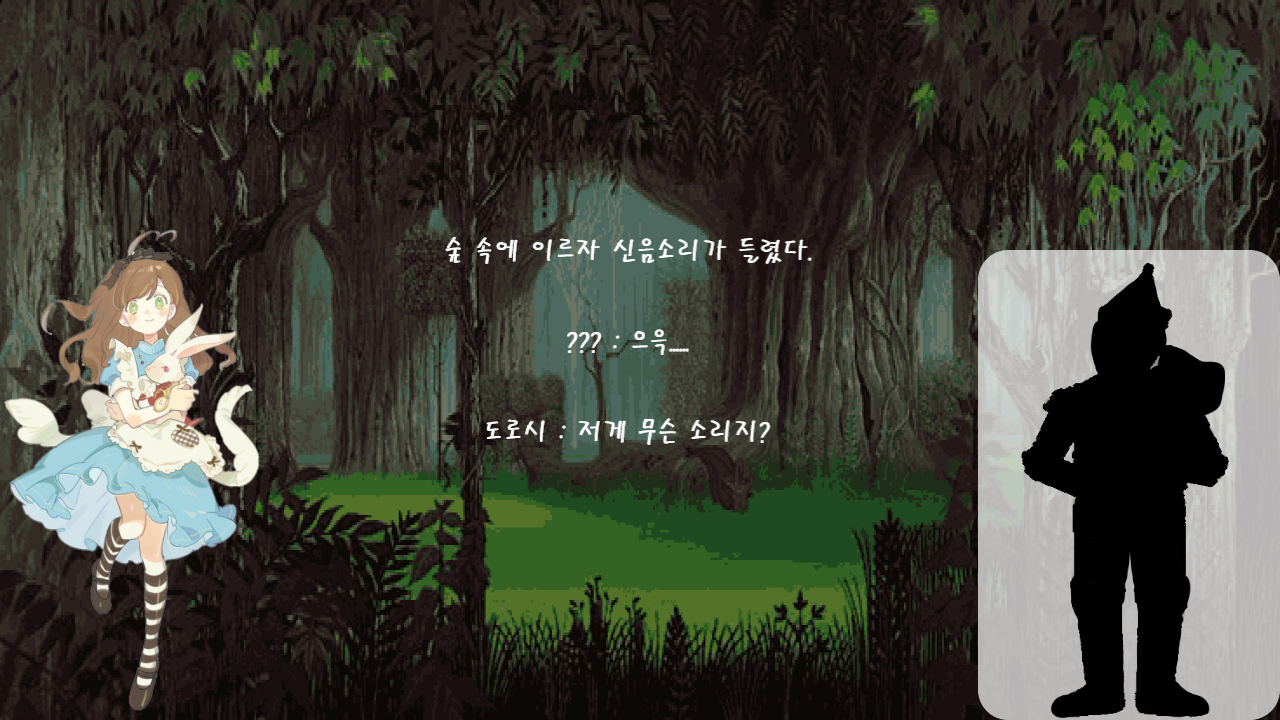 숲 속에 이르자 신음소리가 들렸다.
??? : 으윽.....
도로시 : 저게 무슨 소리지?